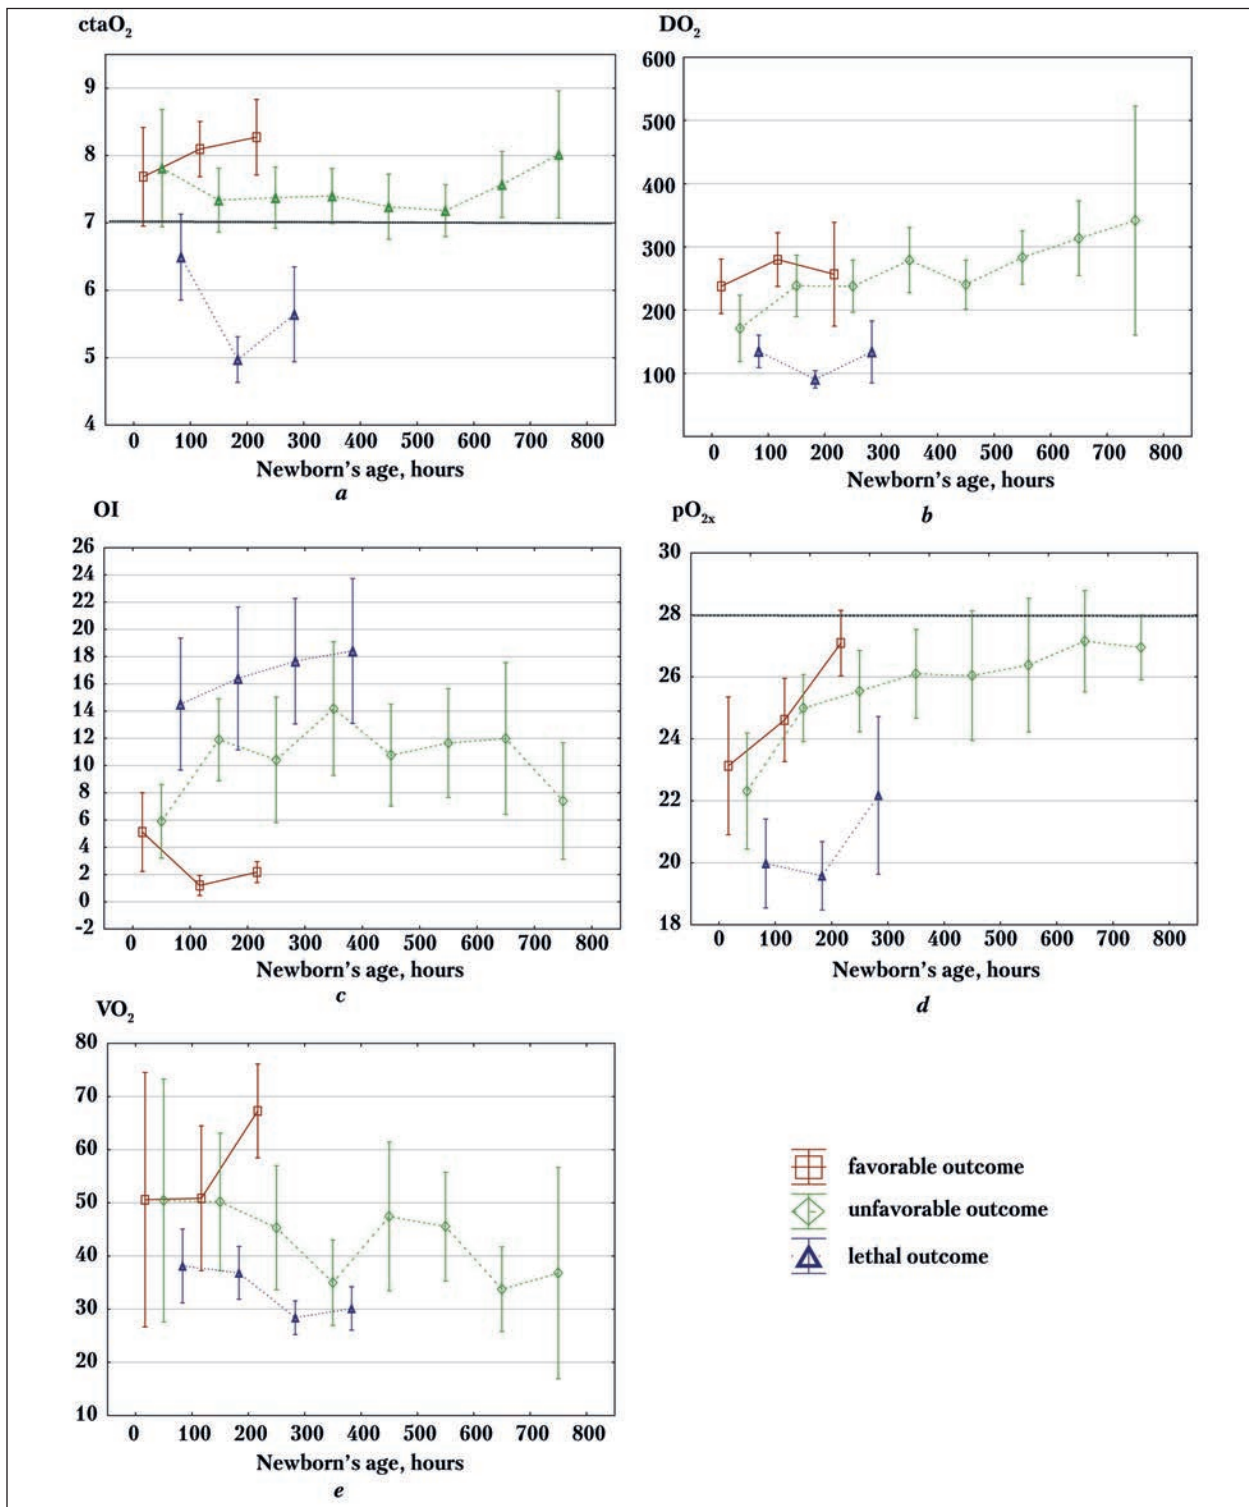 ctaO₂
9
8
7
6
5
4
0 100 200 300 400 500 600 700 800
Newborn's age, hours
a
DO₂
600
500
400
300
200
100
0 100 200 300 400 500 600 700 800
Newborn's age, hours
b
OI
26
24
22
20
18
16
14
12
10
8
6
4
2
0
-2
0 100 200 300 400 500 600 700 800
Newborn's age, hours
c
pO₂ₓ
30
28
26
24
22
20
18
0 100 200 300 400 500 600 700 800
Newborn's age, hours
d
VO₂
80
70
60
50
40
30
20
10
0 100 200 300 400 500 600 700 800
Newborn's age, hours
e
favorable outcome
unfavorable outcome
lethal outcome